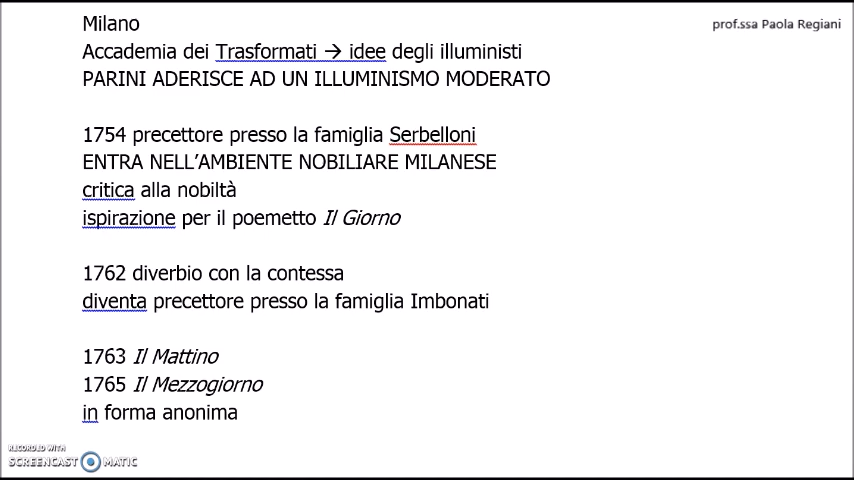 prof.ssa Paola Regiani
Milano
Accademia dei Trasformati → idee degli illuministi
PARINI ADERISCE AD UN ILLUMINISMO MODERATO
1754 precettore presso la famiglia Serbelloni
ENTRA NELL'AMBIENTE NOBILIARE MILANESE
critica alla nobiltà
ispirazione per il poemetto Il Giorno
1762 diverbio con la contessa
diventa precettore presso la famiglia Imbonati
1763 Il Mattino
1765 Il Mezzogiorno
in forma anonima
RECORDED WITH
SCREENCAST MATIC